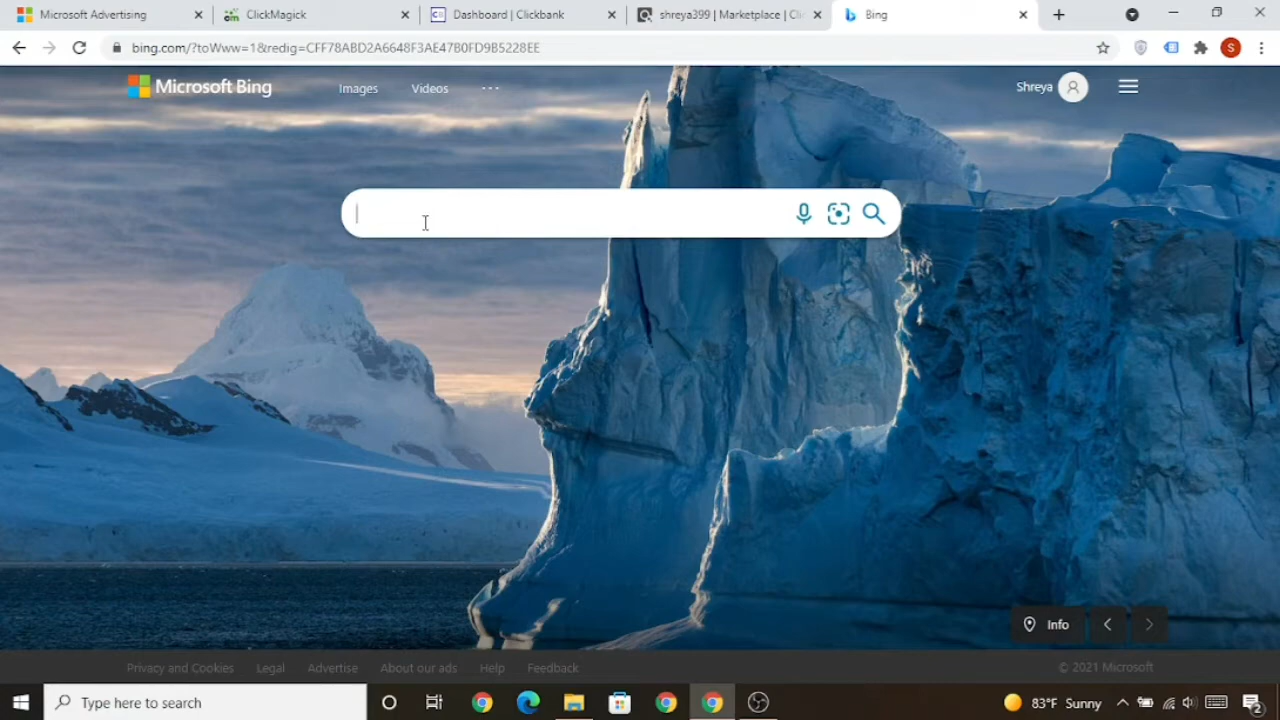 Microsoft Advertising
ClickMagick
Dashboard | Clickbank
shreya399 | Marketplace | Cli
Bing
bing.com/?toWww=1&redig=CFF78ABD2A6648F3AE47B0FD9B5228EE
S
Microsoft Bing
Images
Videos
Shreya
Info
Privacy and Cookies
Legal
Advertise
About our ads
Help
Feedback
© 2021 Microsoft
Type here to search
83°F Sunny
2